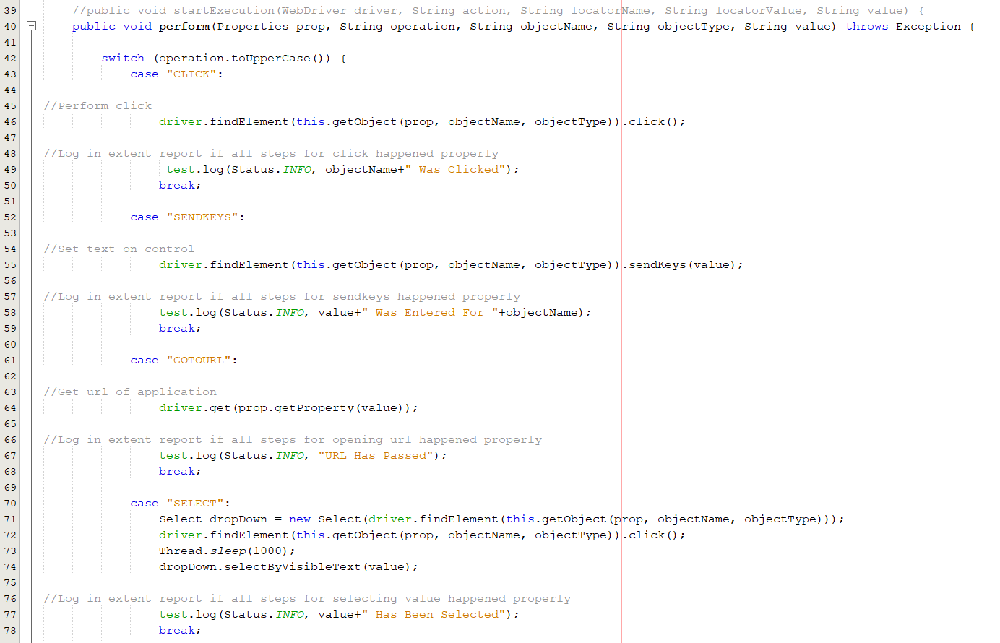 39 //public void startExecution(WebDriver driver, String action, String locatorName, String locatorValue, String value) {
40 public void perform(Properties prop, String operation, String objectName, String objectType, String value) throws Exception {
41
42 switch (operation.toUpperCase()) {
43 case "CLICK":
44
45 //Perform click
46 driver.findElement(this.getObject(prop, objectName, objectType)).click();
47
48 //Log in extent report if all steps for click happened properly
49 test.log(Status.INFO, objectName+" Was Clicked");
50 break;
51
52 case "SENDKEYS":
53
54 //Set text on control
55 driver.findElement(this.getObject(prop, objectName, objectType)).sendKeys(value);
56
57 //Log in extent report if all steps for sendkeys happened properly
58 test.log(Status.INFO, value+" Was Entered For "+objectName);
59 break;
60
61 case "GOTOURL":
62
63 //Get url of application
64 driver.get(prop.getProperty(value));
65
66 //Log in extent report if all steps for opening url happened properly
67 test.log(Status.INFO, "URL Has Passed");
68 break;
69
70 case "SELECT":
71 Select dropDown = new Select(driver.findElement(this.getObject(prop, objectName, objectType)));
72 driver.findElement(this.getObject(prop, objectName, objectType)).click();
73 Thread.sleep(1000);
74 dropDown.selectByVisibleText(value);
75
76 //Log in extent report if all steps for selecting value happened properly
77 test.log(Status.INFO, value+" Has Been Selected");
78 break;